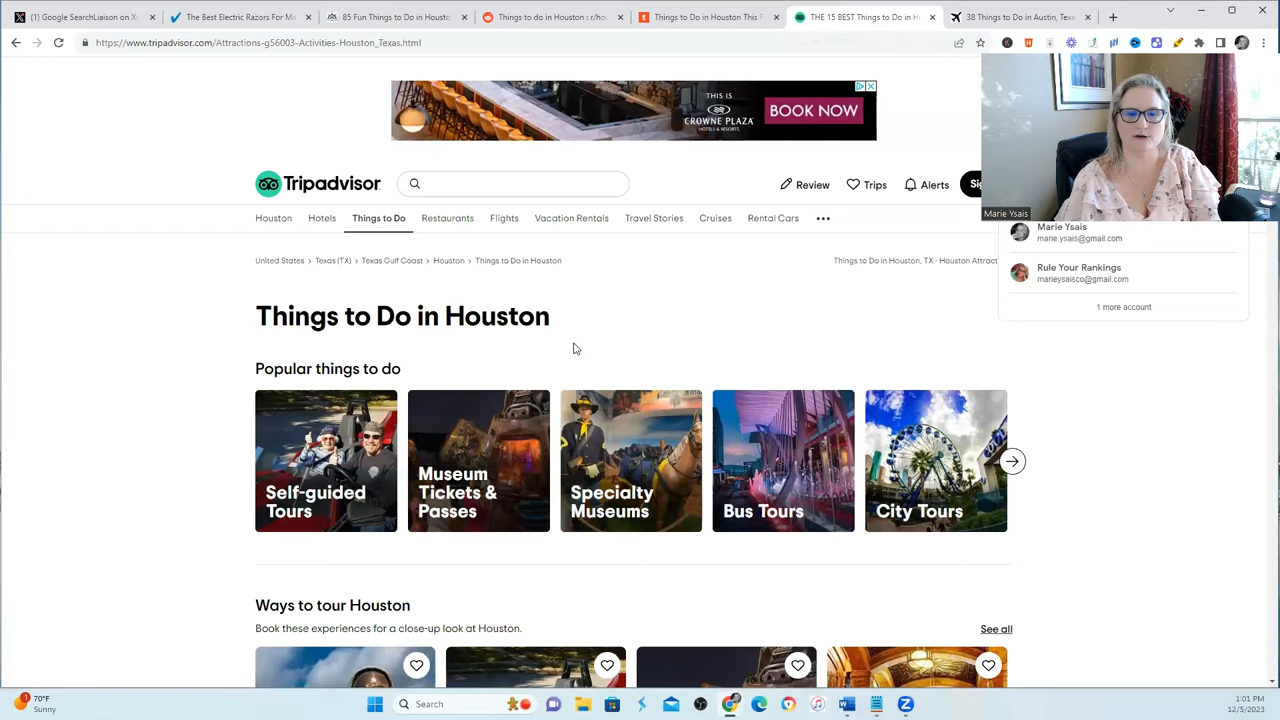 (1) Google SearchLiaison on X
The Best Electric Razors For M
85 Fun Things to Do in Housto
Things to do in Houston : r/hou
Things to Do in Houston This
THE 15 BEST Things to Do in H
38 Things to Do in Austin, Texa
https://www.tripadvisor.com/Attractions-g56003-Activities-Houston_Texas.html
THIS IS
CROWNE PLAZA
HOTELS & RESORTS
BOOK NOW
Tripadvisor
Review
Trips
Alerts
Si
Marie Ysais
Houston
Hotels
Things to Do
Restaurants
Flights
Vacation Rentals
Travel Stories
Cruises
Rental Cars
Marie Ysais
marie.ysais@gmail.com
Rule Your Rankings
marieysaisco@gmail.com
1 more account
United States > Texas (TX) > Texas Gulf Coast > Houston > Things to Do in Houston
Things to Do in Houston, TX - Houston Attract
Things to Do in Houston
Popular things to do
Self-guided
Tours
Museum
Tickets &
Passes
Specialty
Museums
Bus Tours
City Tours
Ways to tour Houston
Book these experiences for a close-up look at Houston.
See all
1
70°F
Sunny
Search
1:01 PM
12/5/2023